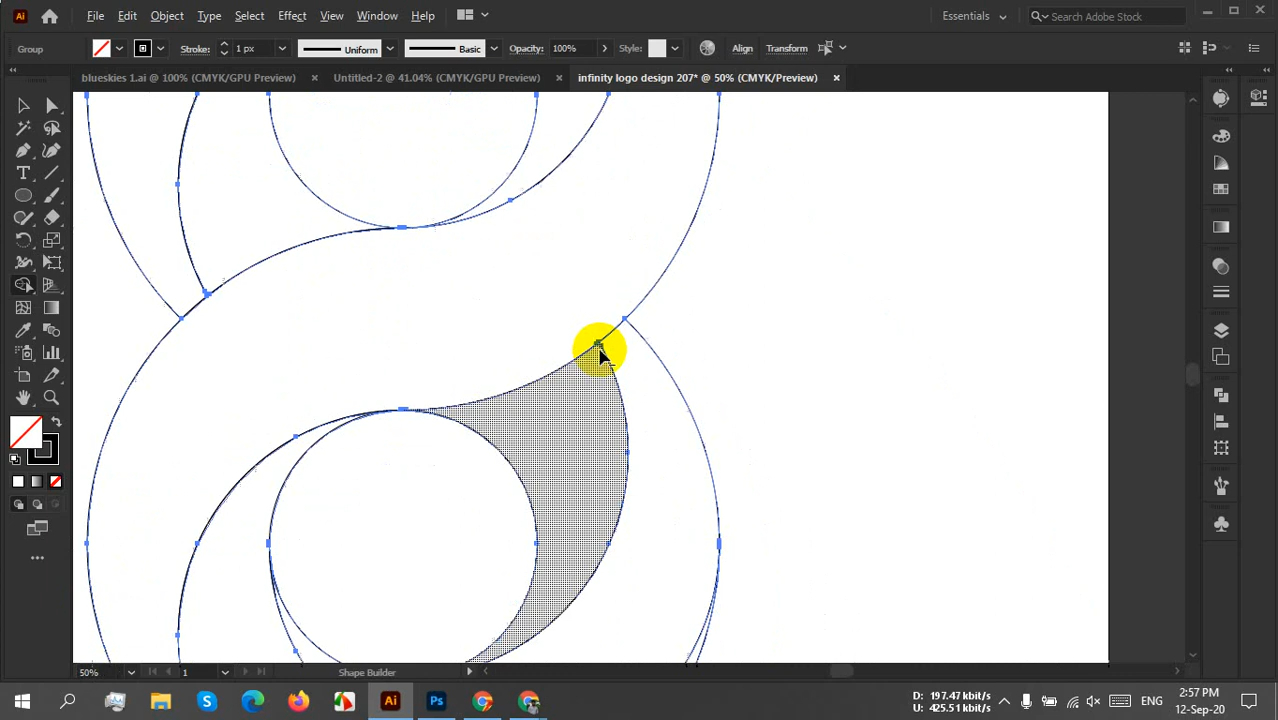 Ai File Edit Object Type Select Effect View Window Help Essentials Search Adobe Stock
Group Stroke: 1 px Uniform Basic Opacity: 100% Style: Align Transform
blueskies 1.ai @ 100% (CMYK/GPU Preview) × Untitled-2 @ 41.04% (CMYK/GPU Preview) × infinity logo design 207* @ 50% (CMYK/Preview) ×
T
50% 1 Shape Builder
S Ai Ps D: 197.47 kbit/s U: 425.51 kbit/s ENG 2:57 PM 12-Sep-20